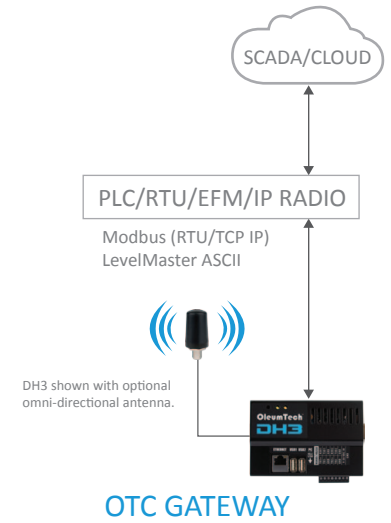 SCADA/CLOUD
PLC/RTU/EFM/IP RADIO
Modbus (RTU/TCP IP)
LevelMaster ASCII
DH3 shown with optional
omni-directional antenna.
OleumTech
DH3
ETHERNET
OTC GATEWAY